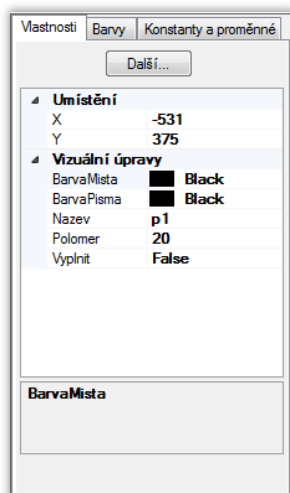 Vlastnosti Barvy Konstanty a proměnné
Další...
Umístění
X -531
Y 375
Vizuální úpravy
BarvaMista Black
BarvaPisma Black
Nazev p1
Polomer 20
Vyplnit False
BarvaMista